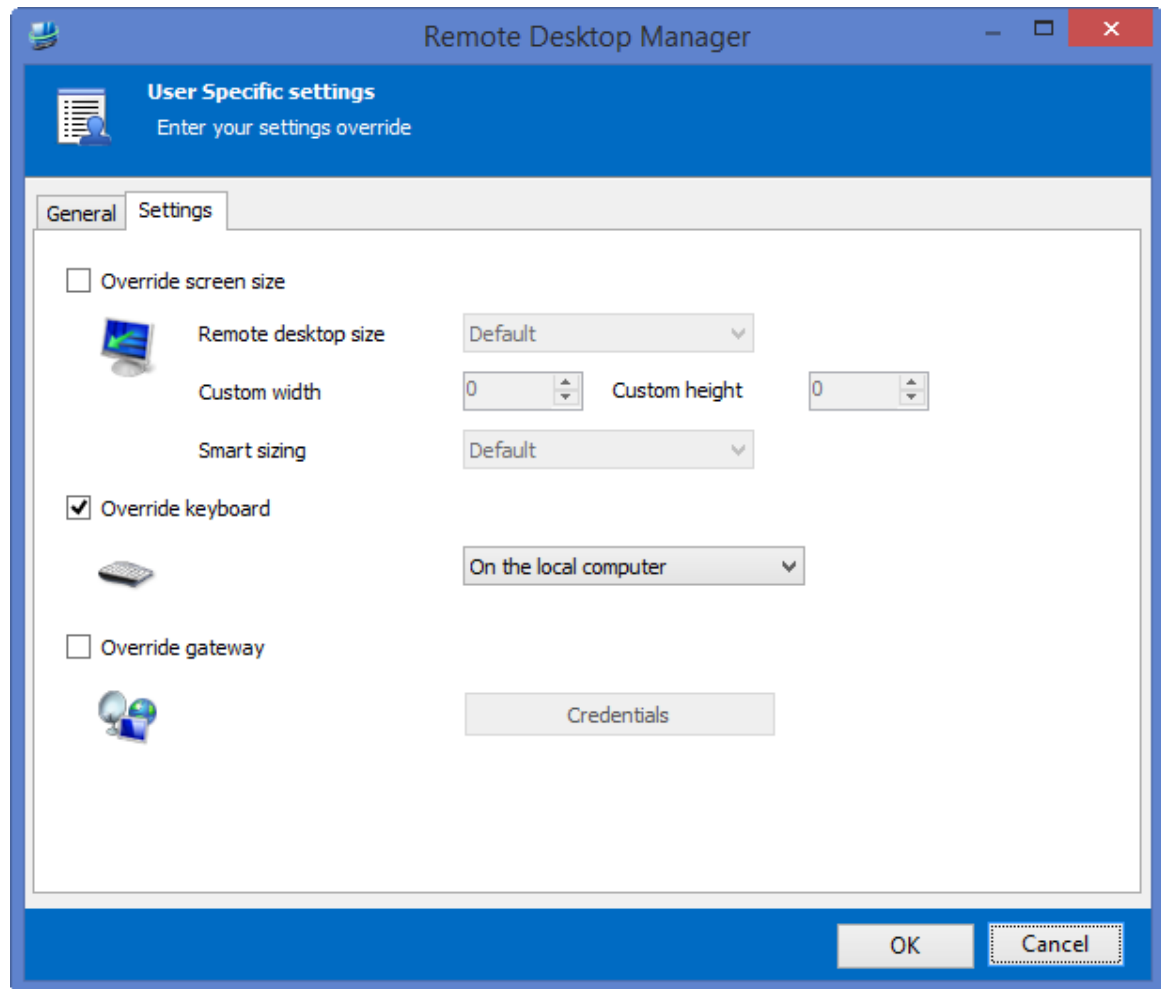 Remote Desktop Manager
User Specific settings
Enter your settings override
General Settings
Override screen size
Remote desktop size Default
Custom width 0 Custom height 0
Smart sizing Default
Override keyboard
On the local computer
Override gateway
Credentials
OK Cancel